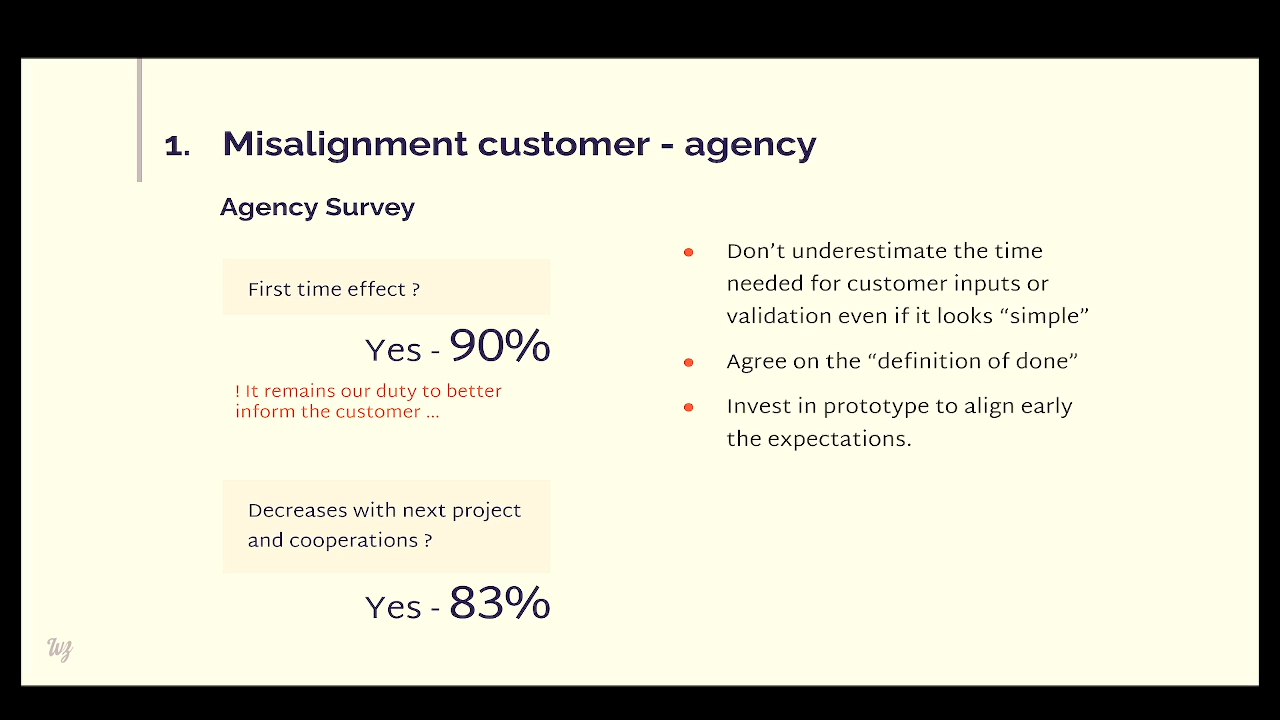 1. Misalignment customer - agency
Agency Survey
First time effect ?
Yes - 90%
! It remains our duty to better
inform the customer ...
Decreases with next project
and cooperations ?
Yes - 83%
Don’t underestimate the time
needed for customer inputs or
validation even if it looks “simple”
Agree on the “definition of done”
Invest in prototype to align early
the expectations.